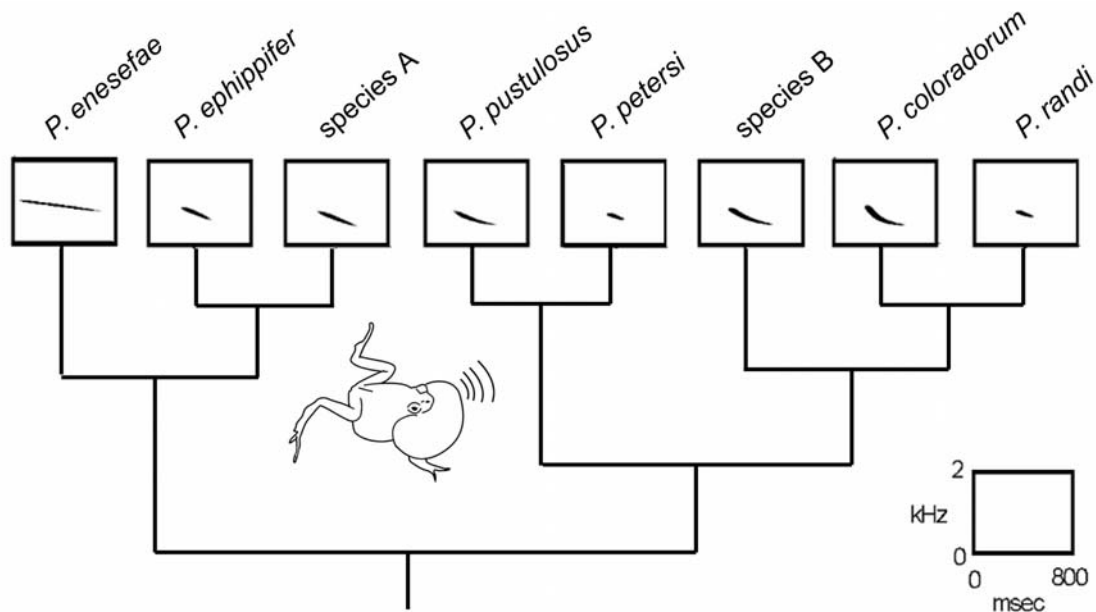 P. enesefae
P. ephippifer
species A
P. pustulosus
P. petersi
species B
P. coloradorum
P. randi
2
kHz
0
0
800
msec